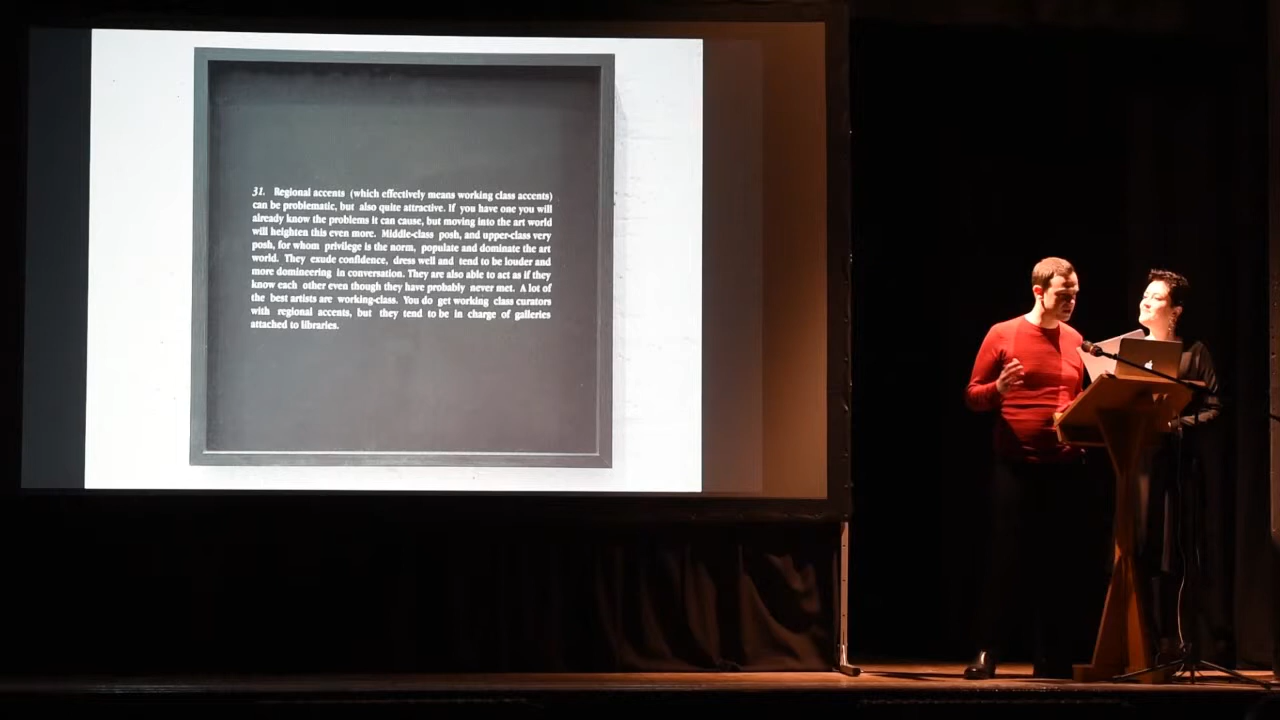 31. Regional accents (which effectively means working class accents)
can be problematic, but also quite attractive. If you have one you will
already know the problems it can cause, but moving into the art world
will heighten this even more. Middle-class posh, and upper-class very
posh, for whom privilege is the norm, populate and dominate the art
world. They exude confidence, dress well and tend to be louder and
more domineering in conversation. They are also able to act as if they
know each other even though they have probably never met. A lot of
the best artists are working-class. You do get working class curators
with regional accents, but they tend to be in charge of galleries
attached to libraries.